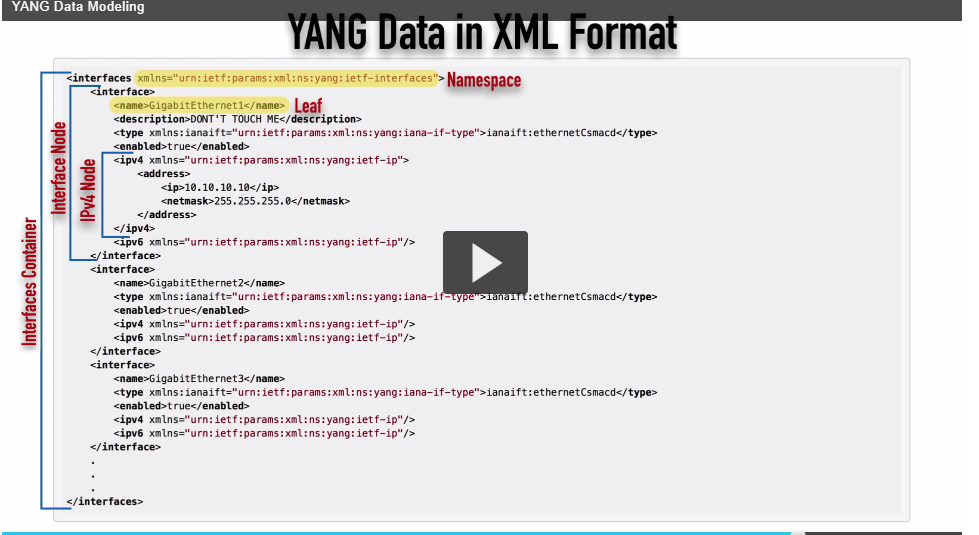 YANG Data Modeling
YANG Data in XML Format
<interfaces xmlns="urn:ietf:params:xml:ns:yang:ietf-interfaces"> Namespace
<interface>
<name>GigabitEthernet1</name> Leaf
<description>DONT'T TOUCH ME</description>
<type xmlns:ianaift="urn:ietf:params:xml:ns:yang:iana-if-type">ianaift:ethernetCsmacd</type>
<enabled>true</enabled>
<ipv4 xmlns="urn:ietf:params:xml:ns:yang:ietf-ip">
<address>
<ip>10.10.10.10</ip>
<netmask>255.255.255.0</netmask>
</address>
</ipv4>
<ipv6 xmlns="urn:ietf:params:xml:ns:yang:ietf-ip"/>
</interface>
<interface>
<name>GigabitEthernet2</name>
<type xmlns:ianaift="urn:ietf:params:xml:ns:yang:iana-if-type">ianaift:ethernetCsmacd</type>
<enabled>true</enabled>
<ipv4 xmlns="urn:ietf:params:xml:ns:yang:ietf-ip"/>
<ipv6 xmlns="urn:ietf:params:xml:ns:yang:ietf-ip"/>
</interface>
<interface>
<name>GigabitEthernet3</name>
<type xmlns:ianaift="urn:ietf:params:xml:ns:yang:iana-if-type">ianaift:ethernetCsmacd</type>
<enabled>true</enabled>
<ipv4 xmlns="urn:ietf:params:xml:ns:yang:ietf-ip"/>
<ipv6 xmlns="urn:ietf:params:xml:ns:yang:ietf-ip"/>
</interface>
.
.
.
</interfaces>
Interfaces Container
Interface Node
IPv4 Node